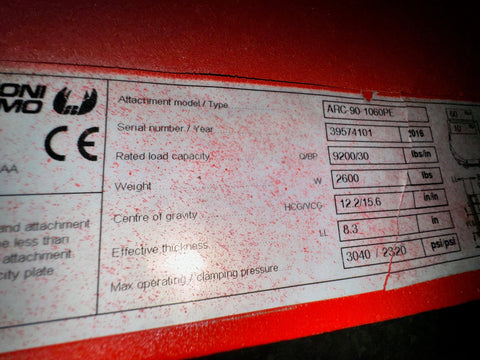 ONI
MO
CE
AA
and attachment
e less than
attachment
city plate.
Attachment model / Type ARC-90-1060PE
Serial number / Year 39574101 2016
Rated load capacity Q/BP 9200/30 lbs/in
Weight W 2600 lbs
Centre of gravity HCG/VCG 12.2/15.6 in/in
Effective thickness LL 8.3 in
Max operating / clamping pressure 3040 / 2320 psi/psi